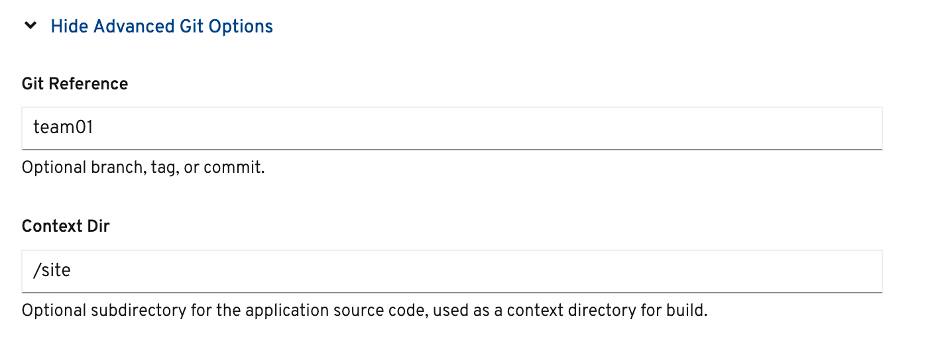 Hide Advanced Git Options
Git Reference
team01
Optional branch, tag, or commit.
Context Dir
/site
Optional subdirectory for the application source code, used as a context directory for build.